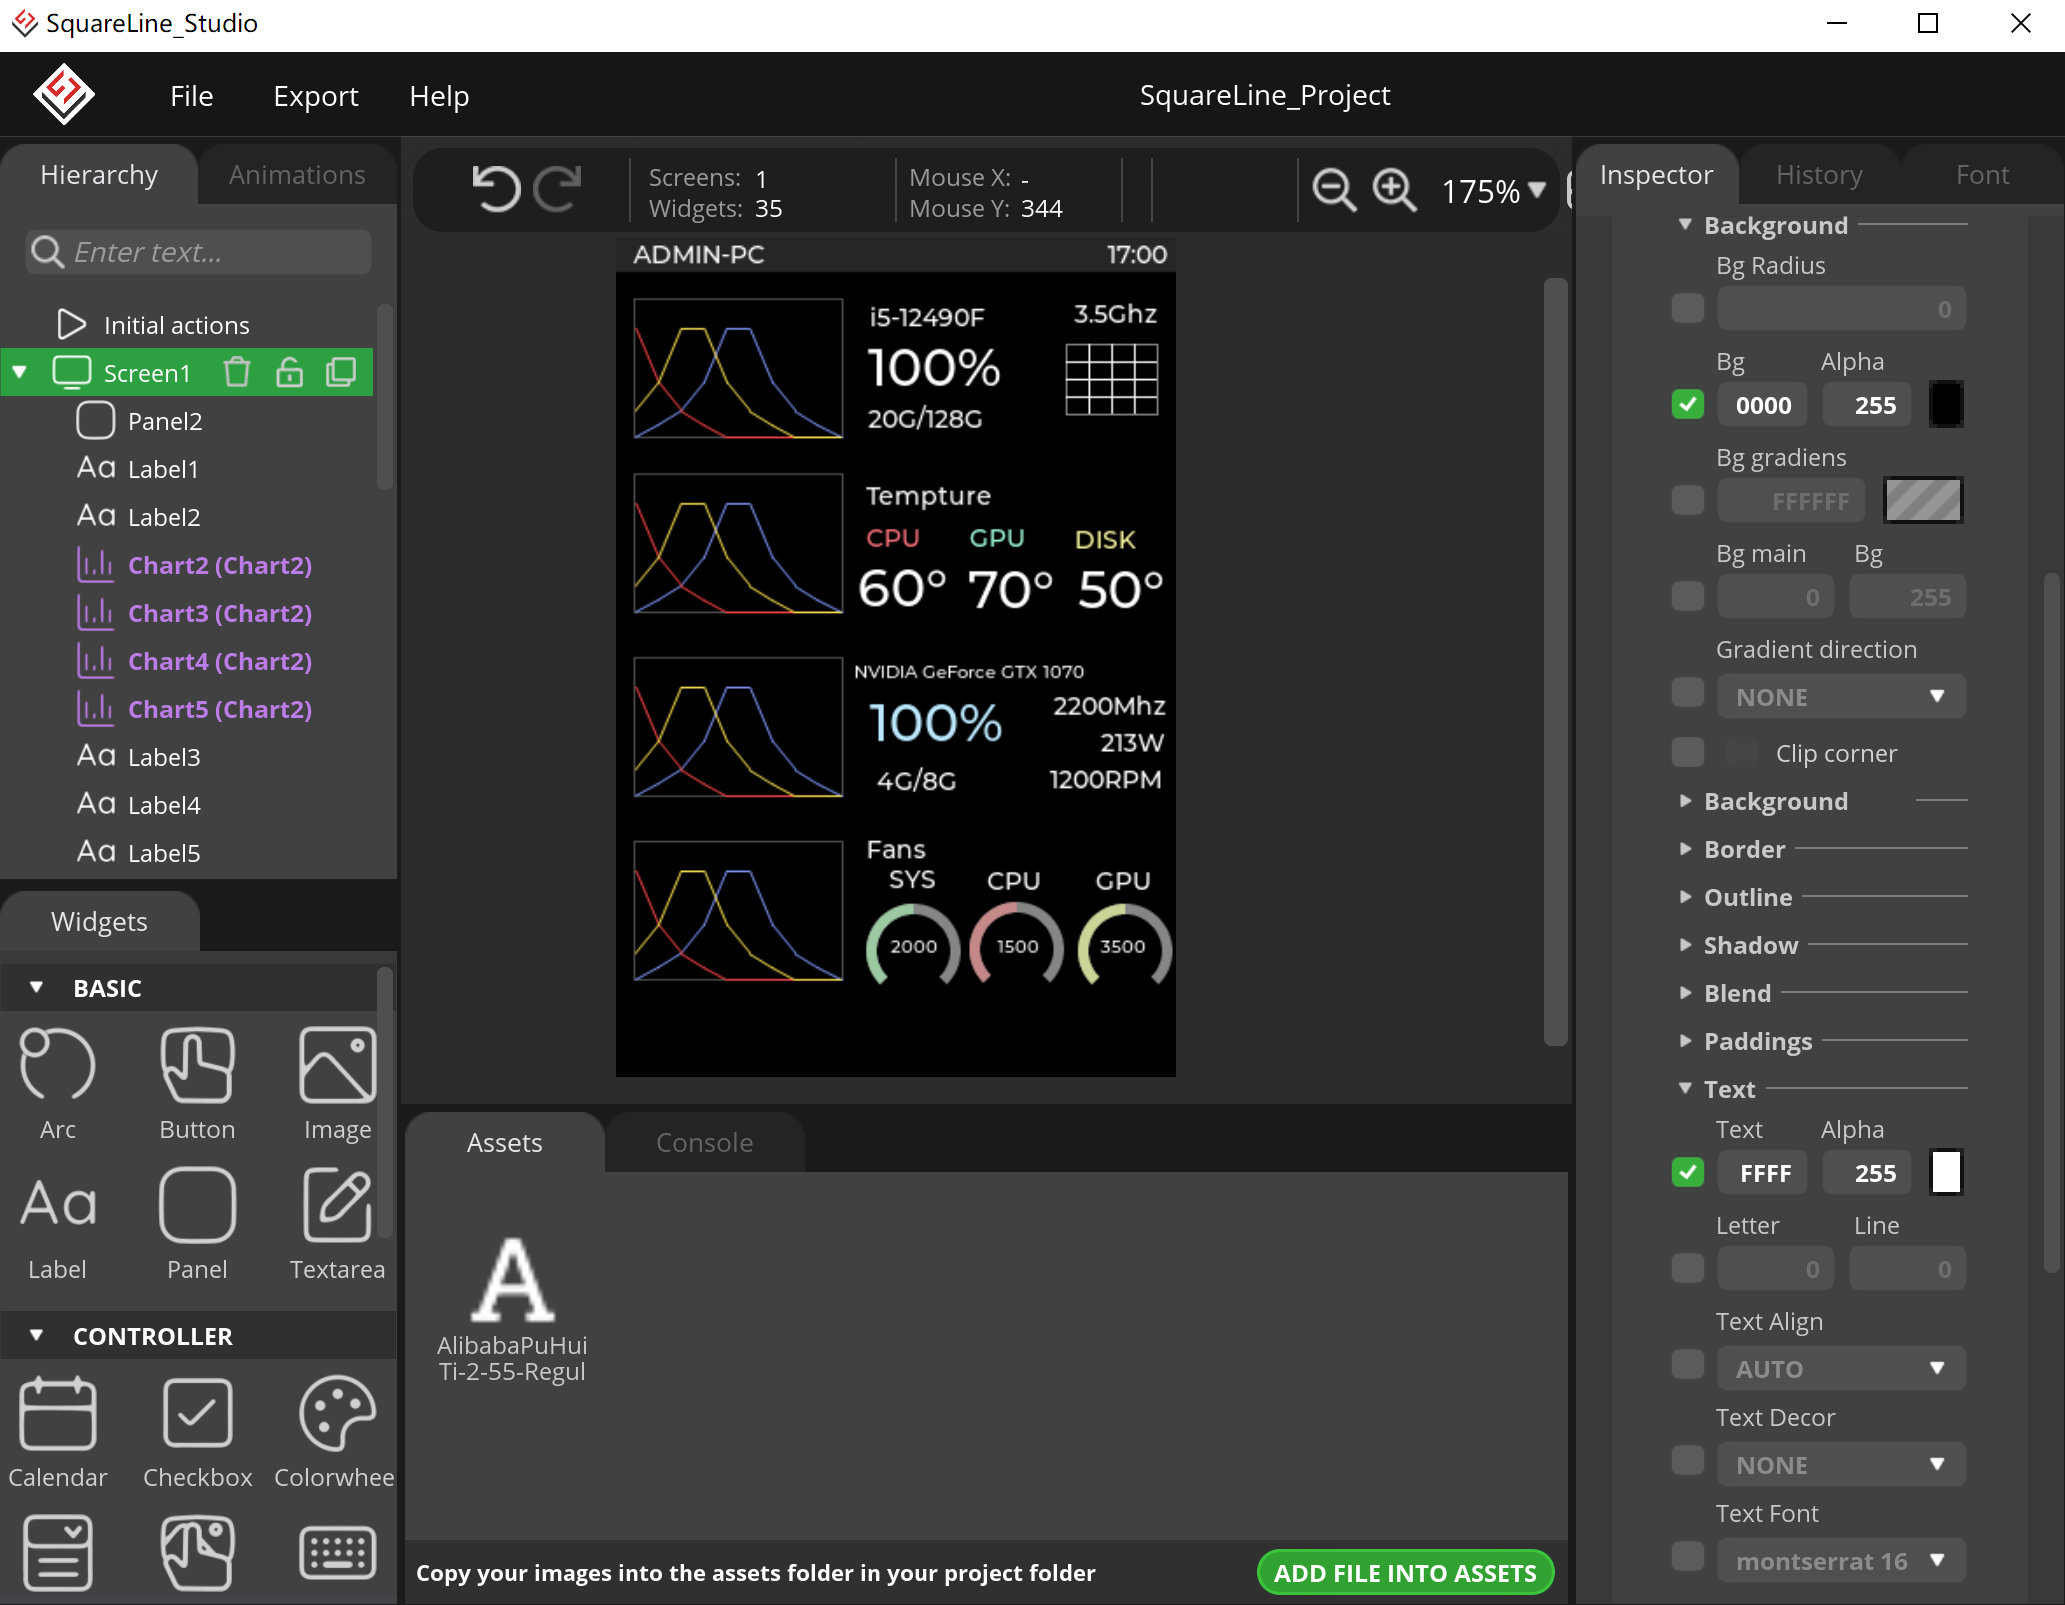 SquareLine_Studio
File Export Help
SquareLine_Project
Hierarchy Animations
Enter text...
Initial actions
Screen1
Panel2
Label1
Label2
Chart2 (Chart2)
Chart3 (Chart2)
Chart4 (Chart2)
Chart5 (Chart2)
Label3
Label4
Label5
Widgets
BASIC
Arc Button Image
Label Panel Textarea
CONTROLLER
Calendar Checkbox Colorwhee
Screens: 1
Widgets: 35
Mouse X: -
Mouse Y: 344
175%
ADMIN-PC 17:00
i5-12490F 3.5Ghz
100%
20G/128G
Tempture
CPU GPU DISK
60° 70° 50°
NVIDIA GeForce GTX 1070
100% 2200Mhz
213W
4G/8G 1200RPM
Fans
SYS CPU GPU
2000 1500 3500
Assets Console
AlibabaPuHui
Ti-2-55-Regul
Copy your images into the assets folder in your project folder
ADD FILE INTO ASSETS
Inspector History Font
Background
Bg Radius
0
Bg Alpha
0000 255
Bg gradiens
FFFFFF
Bg main Bg
0 255
Gradient direction
NONE
Clip corner
Background
Border
Outline
Shadow
Blend
Paddings
Text
Text Alpha
FFFF 255
Letter Line
0 0
Text Align
AUTO
Text Decor
NONE
Text Font
montserrat 16